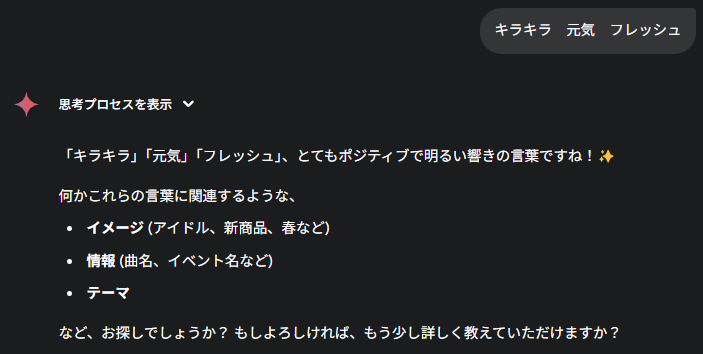 キラキラ　元気　フレッシュ
思考プロセスを表示
「キラキラ」「元気」「フレッシュ」、とてもポジティブで明るい響きの言葉ですね！✨
何かこれらの言葉に関連するような、
• イメージ (アイドル、新商品、春など)
• 情報 (曲名、イベント名など)
• テーマ
など、お探しでしょうか？ もしよろしければ、もう少し詳しく教えていただけますか？